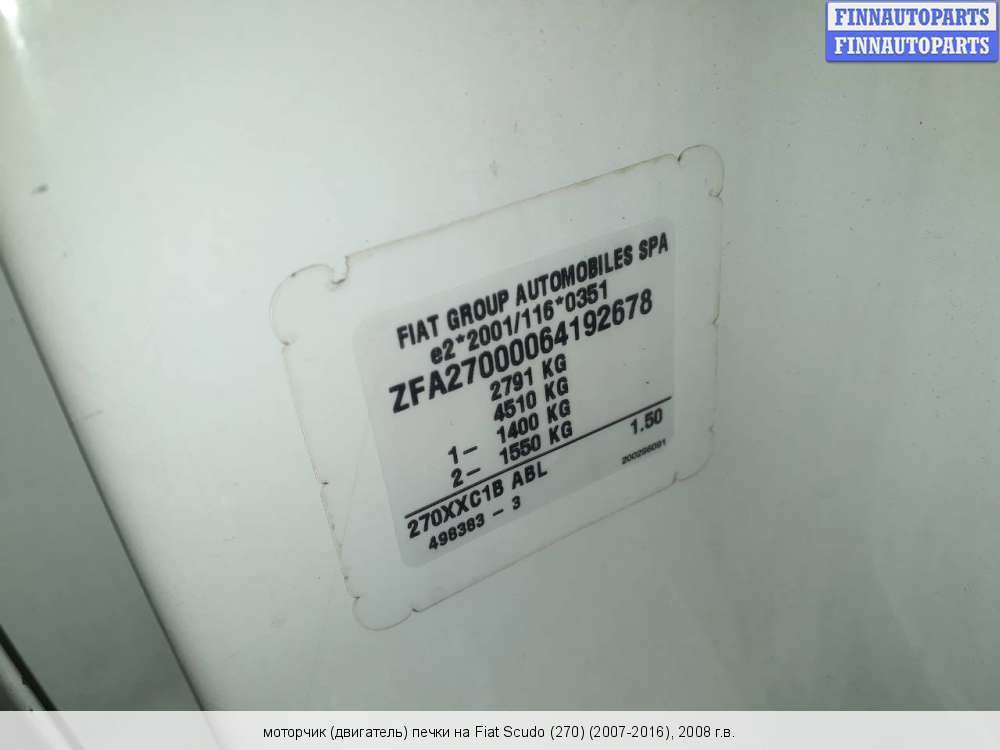 FINNAUTOPARTS
FINNAUTOPARTS
FIAT GROUP AUTOMOBILES SPA
e2*2001/116*0351
ZFA27000064192678
2791 KG
4510 KG
1- 1400 KG
2- 1550 KG
270XXC1B ABL 1.50
498383 - 3 200296091
моторчик (двигатель) печки на Fiat Scudo (270) (2007-2016), 2008 г.в.